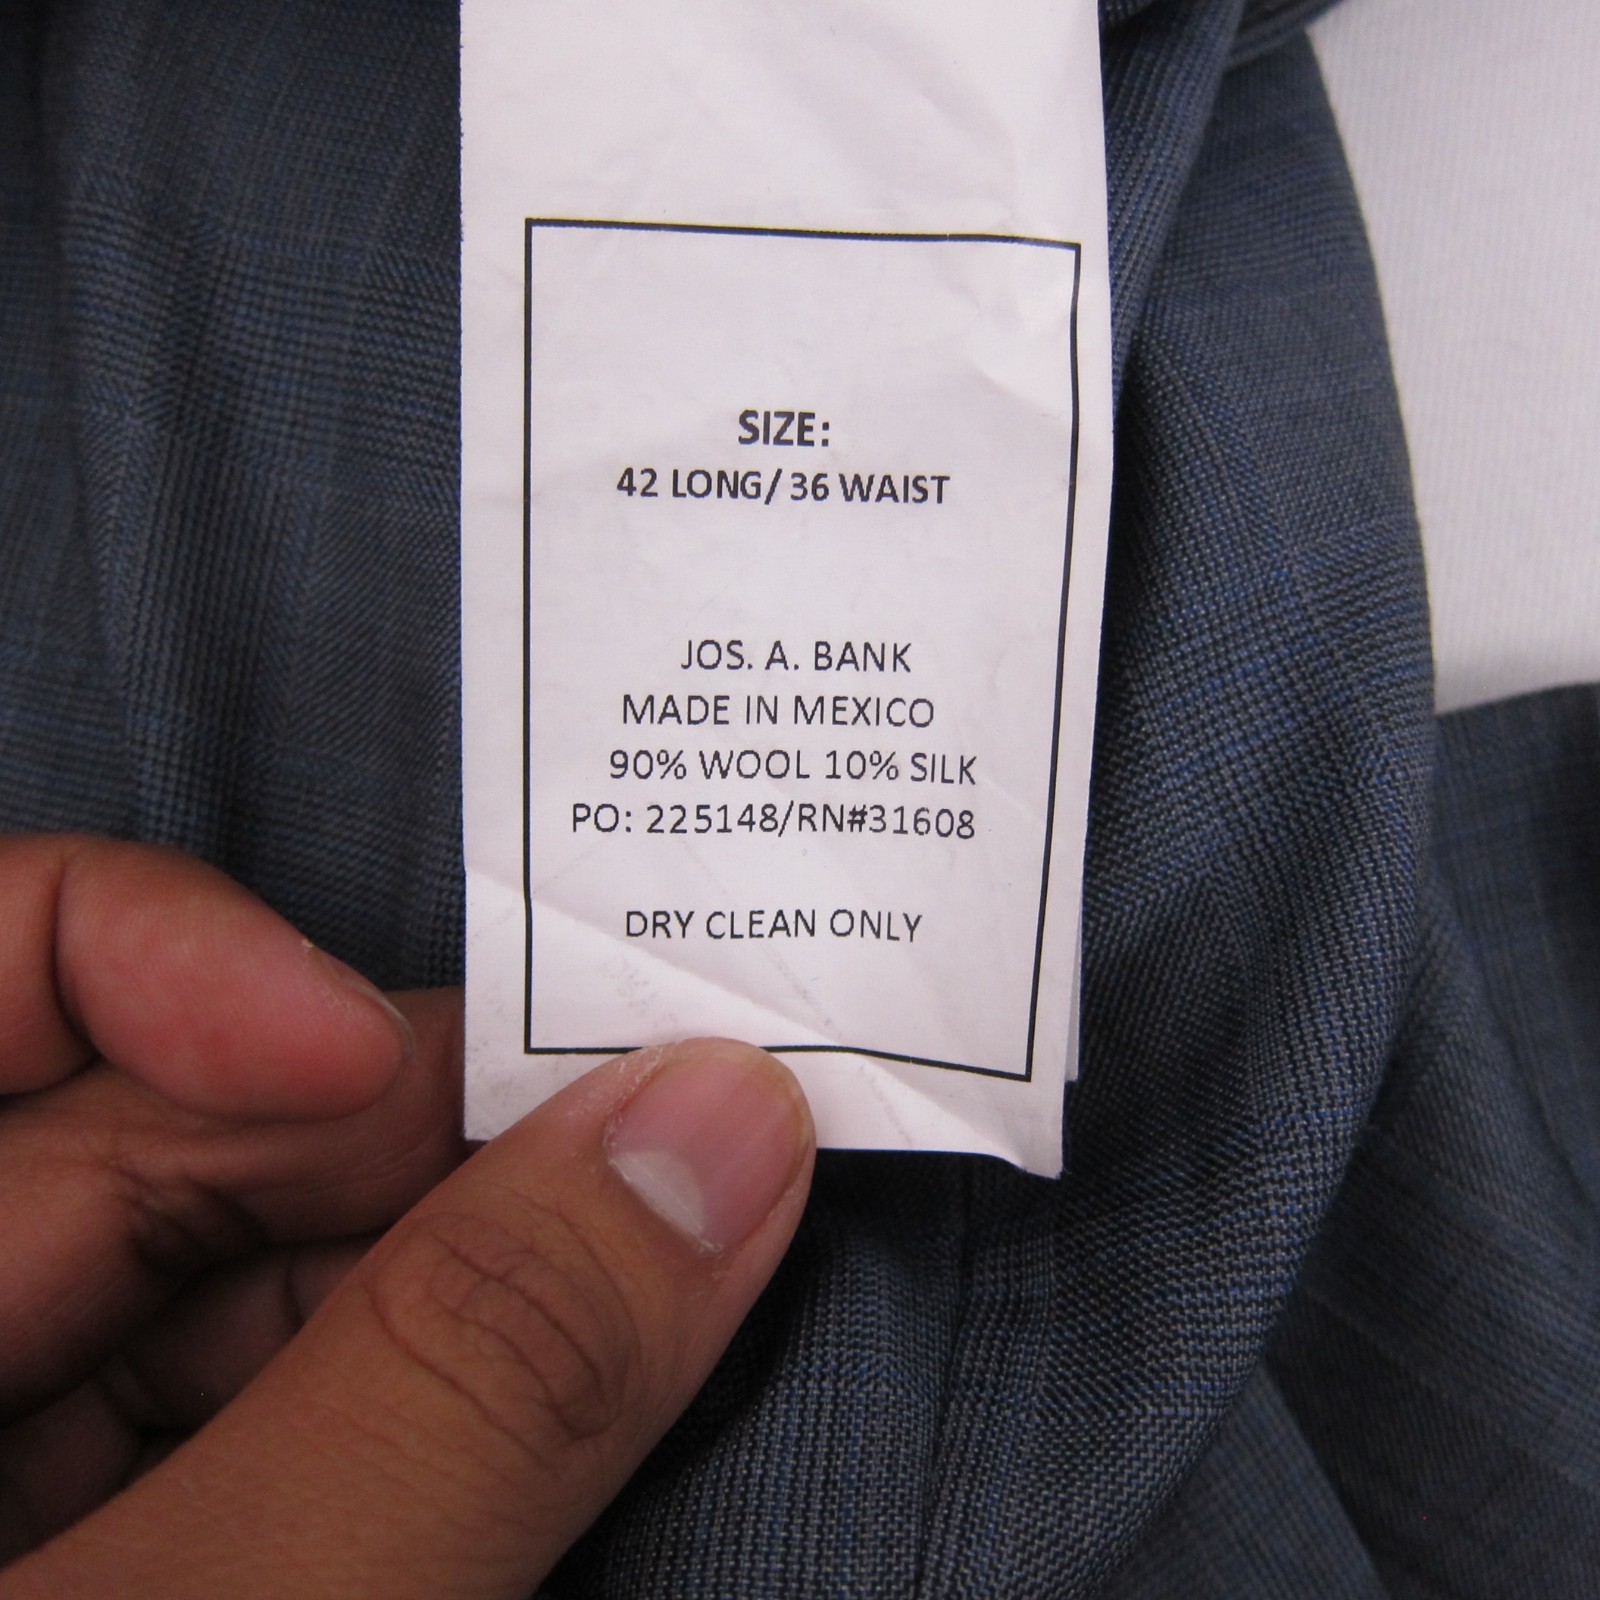 SIZE:
42 LONG/ 36 WAIST
JOS. A. BANK
MADE IN MEXICO
90% WOOL 10% SILK
PO: 225148/RN#31608
DRY CLEAN ONLY